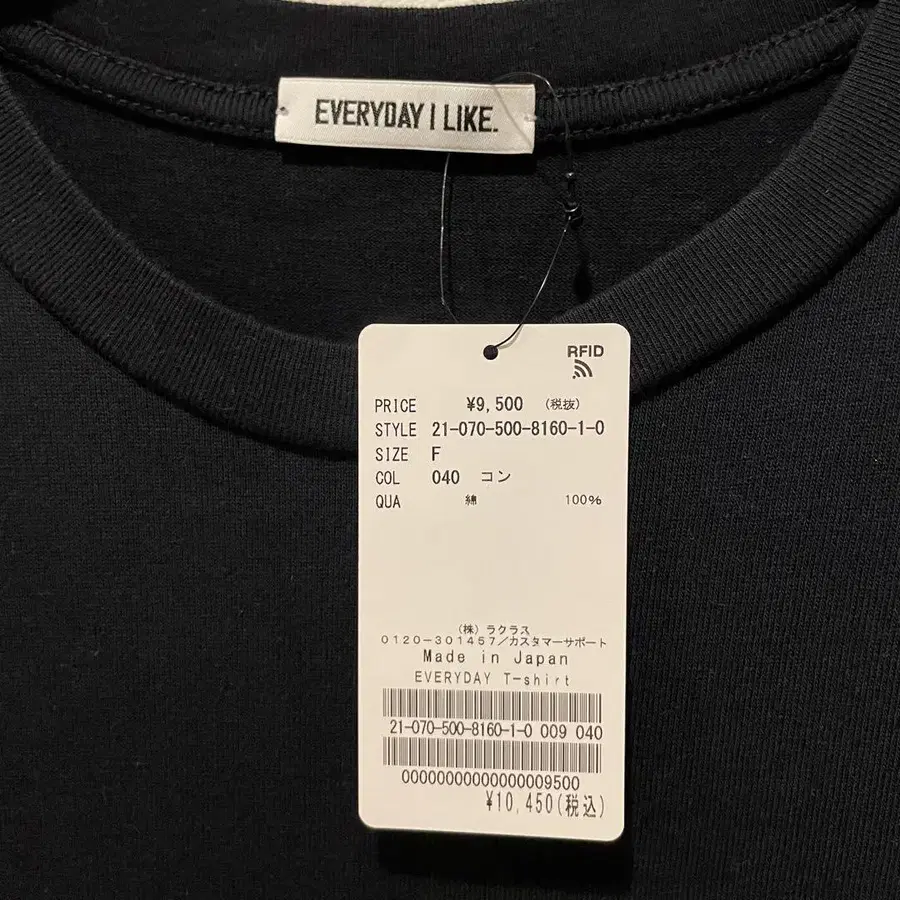 EVERYDAY I LIKE.
RFID
PRICE ¥9,500 (税抜)
STYLE 21-070-500-8160-1-0
SIZE F
COL 040 コン
QUA 綿 100%
(株)ラクラス
0120-301457/カスタマーサポート
Made in Japan
EVERYDAY T-shirt
21-070-500-8160-1-0 009 040
00000000000000009500
¥10,450(税込)